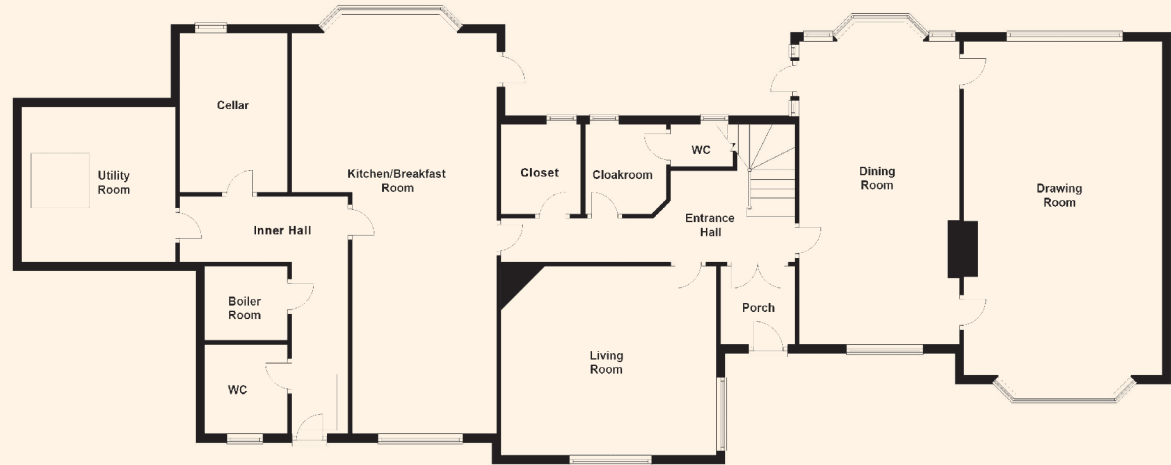 Cellar
Utility
Room
Kitchen/Breakfast
Room
Closet
Cloakroom
WC
Dining
Room
Drawing
Room
Inner Hall
Entrance
Hall
Boiler
Room
Porch
Living
Room
WC